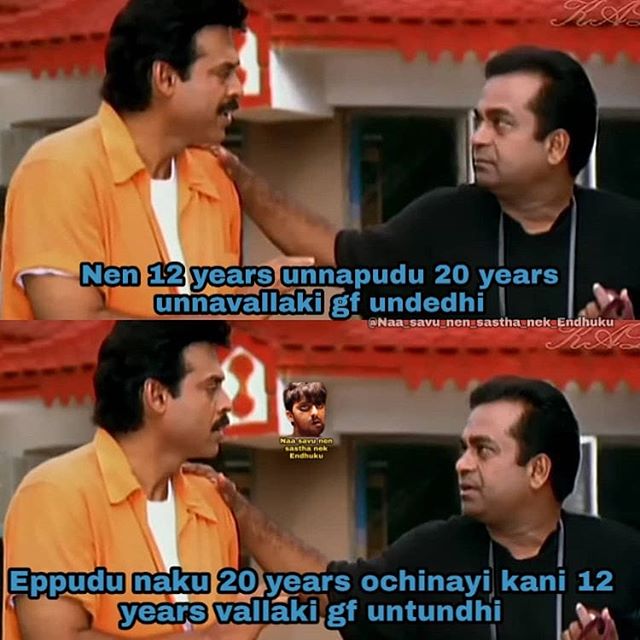 KAS
Nen 12 years unnapudu 20 years
unnavallaki gf undedhi
@Naa_savu_nen_sastha_nek_Endhuku
Naa savu nen
sastha nek
Endhuku
Eppudu naku 20 years ochinayi kani 12
years vallaki gf untundhi